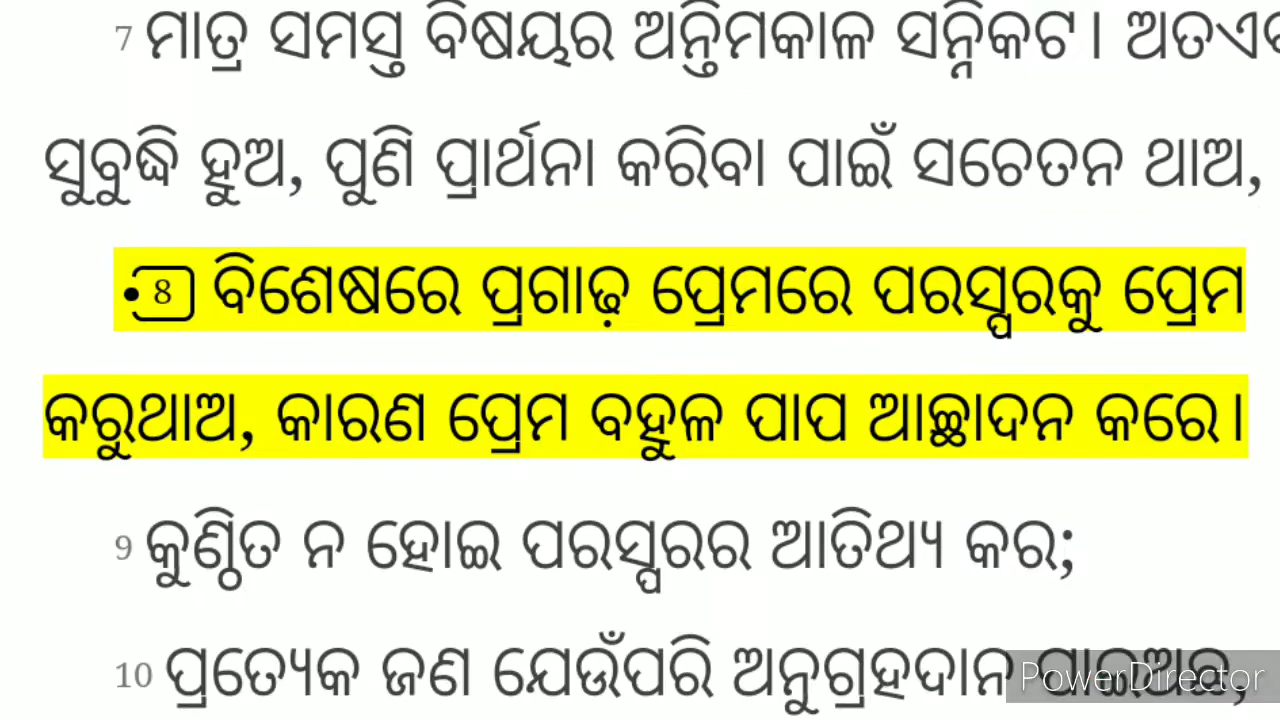 7 ମାତ୍ର ସମସ୍ତ ବିଷୟର ଅନ୍ତିମକାଳ ସନ୍ନିକଟ। ଅତଏବ
ସୁବୁଦ୍ଧି ହୁଅ, ପୁଣି ପ୍ରାର୍ଥନା କରିବା ପାଇଁ ସଚେତନ ଥାଅ,
•8 ବିଶେଷରେ ପ୍ରଗାଢ଼ ପ୍ରେମରେ ପରସ୍ପରକୁ ପ୍ରେମ
କରୁଥାଅ, କାରଣ ପ୍ରେମ ବହୁଳ ପାପ ଆଚ୍ଛାଦନ କରେ।
9 କୁଣ୍ଠିତ ନ ହୋଇ ପରସ୍ପରର ଆତିଥ୍ୟ କର;
10 ପ୍ରତ୍ୟେକ ଜଣ ଯେଉଁପରି ଅନୁଗ୍ରହଦାନ ପାଇଅଛ,
PowerDirector